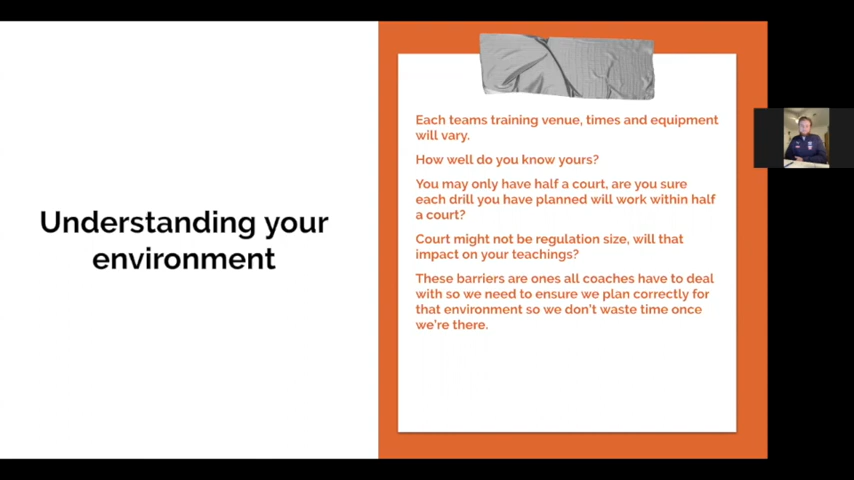 Understanding your
environment
Each teams training venue, times and equipment
will vary.
How well do you know yours?
You may only have half a court, are you sure
each drill you have planned will work within half
a court?
Court might not be regulation size, will that
impact on your teachings?
These barriers are ones all coaches have to deal
with so we need to ensure we plan correctly for
that environment so we don't waste time once
we're there.